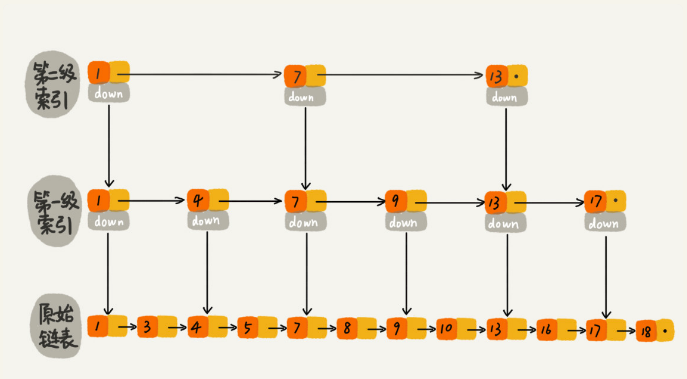 第二级
索引
1 7 13
down down down
第一级
索引
1 4 7 9 13 17
down down down down down down
原始
链表
1 3 4 5 7 8 9 10 13 16 17 18